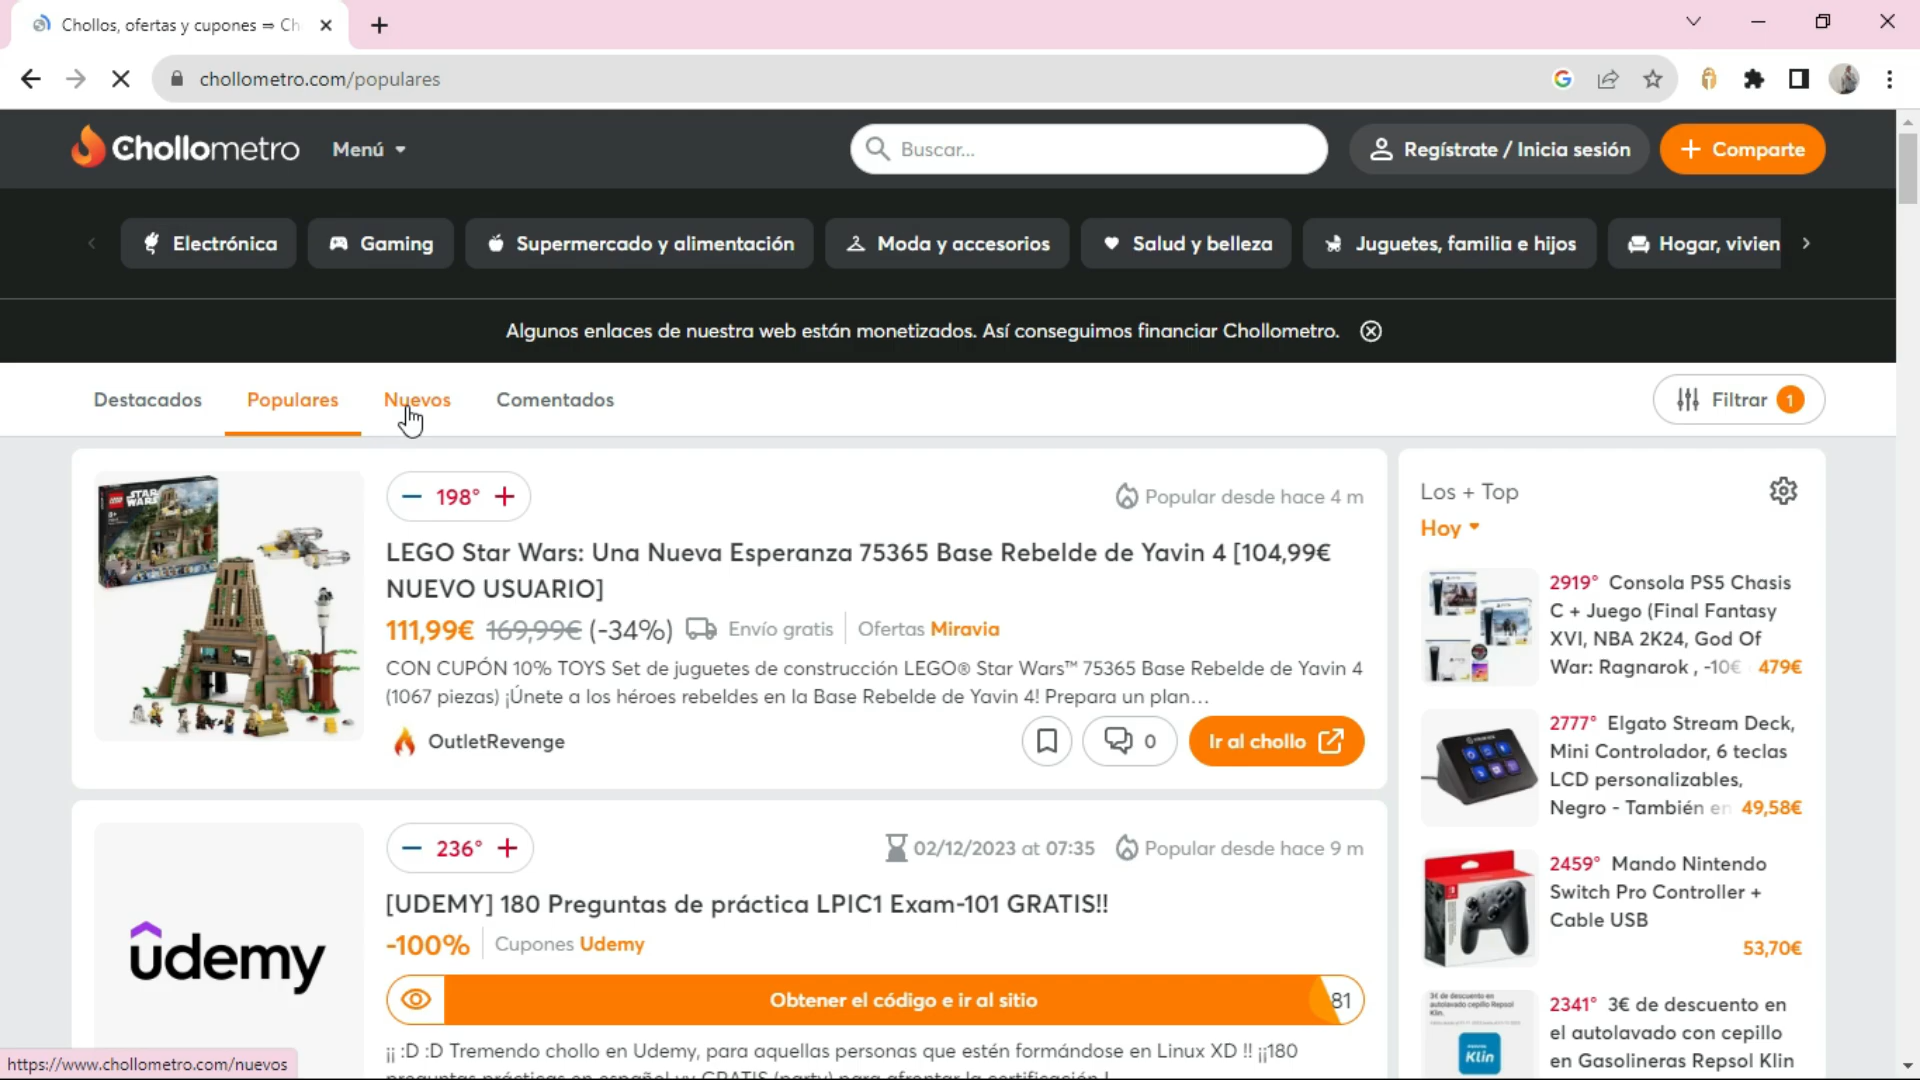 Chollos, ofertas y cupones ⇒ Ch
chollometro.com/populares
Chollometro
Menú
Buscar...
Regístrate / Inicia sesión
Comparte
Electrónica
Gaming
Supermercado y alimentación
Moda y accesorios
Salud y belleza
Juguetes, familia e hijos
Hogar, vivien
Algunos enlaces de nuestra web están monetizados. Así conseguimos financiar Chollometro.
Destacados
Populares
Nuevos
Comentados
Filtrar 1
198°
Popular desde hace 4 m
LEGO Star Wars: Una Nueva Esperanza 75365 Base Rebelde de Yavin 4 [104,99€
NUEVO USUARIO]
111,99€ 169,99€ (-34%) Envío gratis Ofertas Miravia
CON CUPÓN 10% TOYS Set de juguetes de construcción LEGO® Star Wars™ 75365 Base Rebelde de Yavin 4
(1067 piezas) ¡Únete a los héroes rebeldes en la Base Rebelde de Yavin 4! Prepara un plan...
OutletRevenge
0
Ir al chollo
236°
02/12/2023 at 07:35
Popular desde hace 9 m
[UDEMY] 180 Preguntas de práctica LPIC1 Exam-101 GRATIS!!
-100% Cupones Udemy
Obtener el código e ir al sitio
81
¡¡ :D :D Tremendo chollo en Udemy, para aquellas personas que estén formándose en Linux XD !! ¡¡180
STAR WARS
udemy
Los + Top
Hoy
2919° Consola PS5 Chasis
C + Juego (Final Fantasy
XVI, NBA 2K24, God Of
War: Ragnarok , -10€ 479€
2777° Elgato Stream Deck,
Mini Controlador, 6 teclas
LCD personalizables,
Negro - También en 49,58€
2459° Mando Nintendo
Switch Pro Controller +
Cable USB
53,70€
2341° 3€ de descuento en
el autolavado con cepillo
en Gasolineras Repsol Klin
3€ de descuento en
autolavado cepillo Repsol
Klin.
Klin
https://www.chollometro.com/nuevos